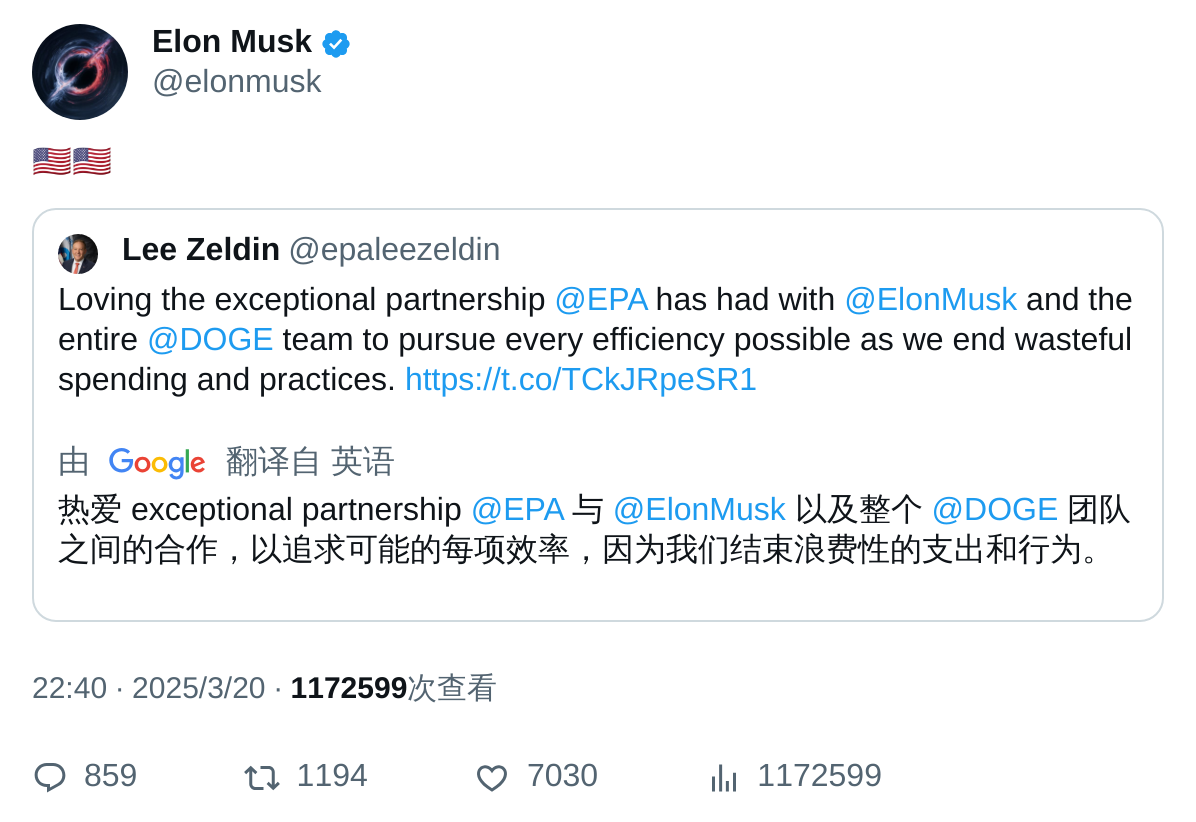 Elon Musk
@elonmusk
🇺🇸🇺🇸
Lee Zeldin @epaleezeldin
Loving the exceptional partnership @EPA has had with @ElonMusk and the
entire @DOGE team to pursue every efficiency possible as we end wasteful
spending and practices. https://t.co/TCkJRpeSR1
由 Google 翻译自 英语
热爱 exceptional partnership @EPA 与 @ElonMusk 以及整个 @DOGE 团队
之间的合作，以追求可能的每项效率，因为我们结束浪费性的支出和行为。
22:40 · 2025/3/20 · 1172599次查看
859 1194 7030 1172599